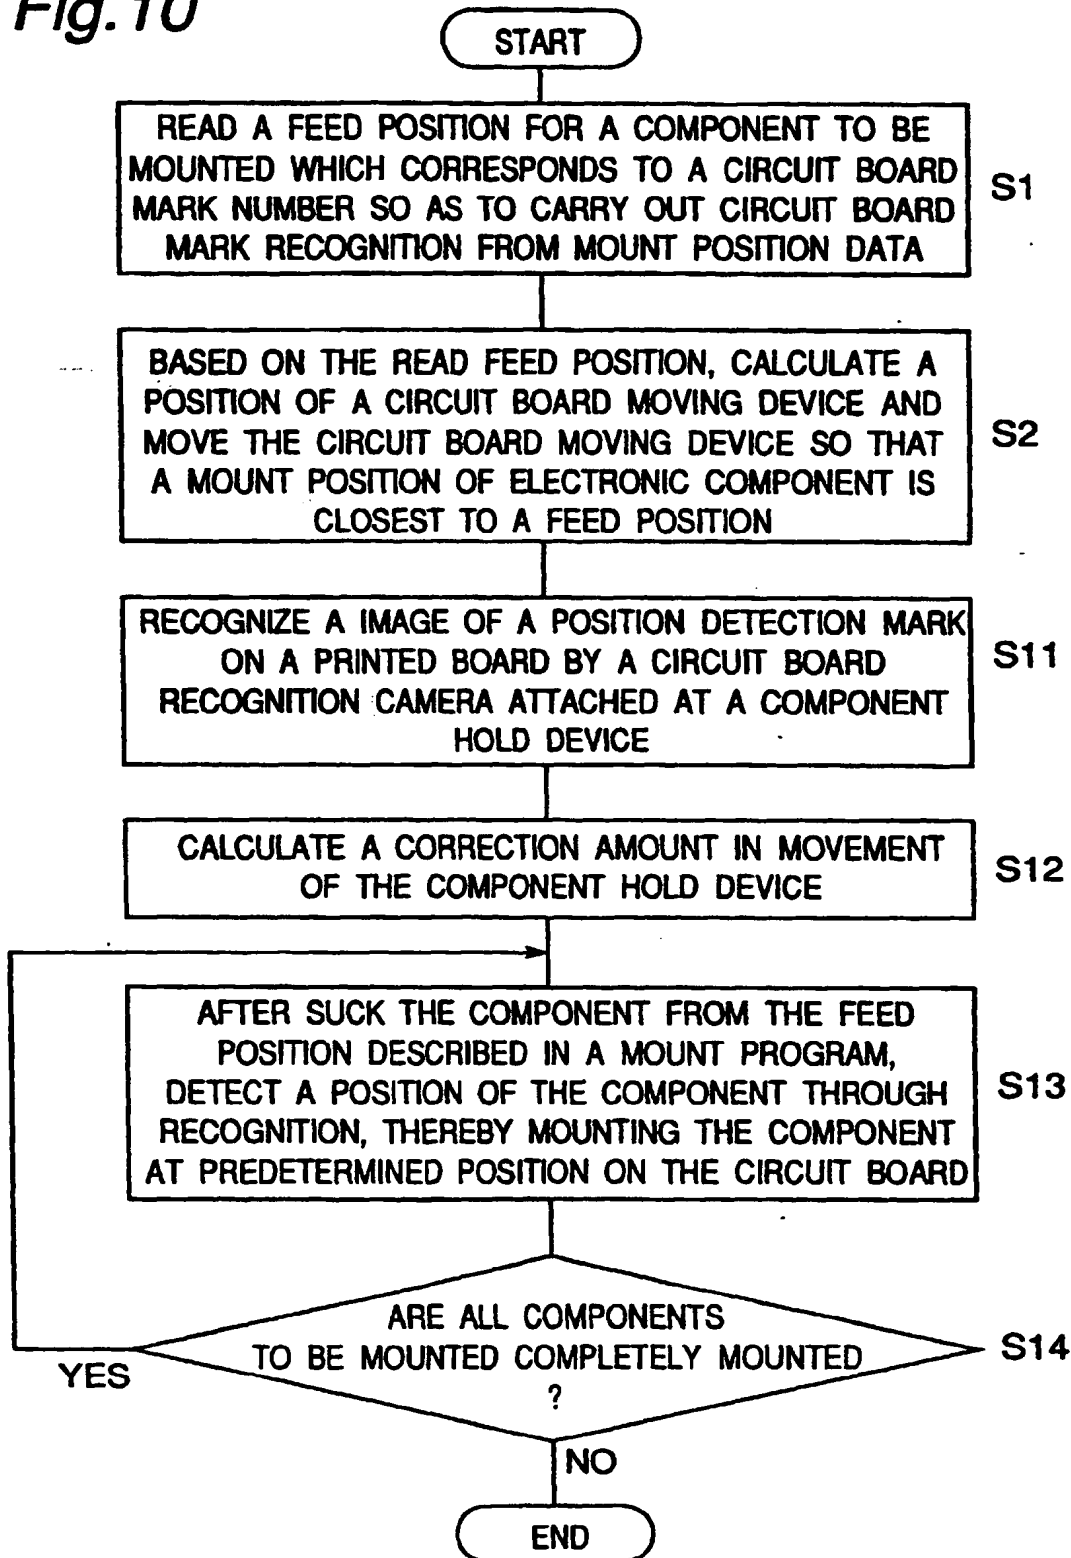 Fig. 10
START
READ A FEED POSITION FOR A COMPONENT TO BE
MOUNTED WHICH CORRESPONDS TO A CIRCUIT BOARD
MARK NUMBER SO AS TO CARRY OUT CIRCUIT BOARD
MARK RECOGNITION FROM MOUNT POSITION DATA
S1
BASED ON THE READ FEED POSITION, CALCULATE A
POSITION OF A CIRCUIT BOARD MOVING DEVICE AND
MOVE THE CIRCUIT BOARD MOVING DEVICE SO THAT
A MOUNT POSITION OF ELECTRONIC COMPONENT IS
CLOSEST TO A FEED POSITION
S2
RECOGNIZE A IMAGE OF A POSITION DETECTION MARK
ON A PRINTED BOARD BY A CIRCUIT BOARD
RECOGNITION CAMERA ATTACHED AT A COMPONENT
HOLD DEVICE
S11
CALCULATE A CORRECTION AMOUNT IN MOVEMENT
OF THE COMPONENT HOLD DEVICE
S12
AFTER SUCK THE COMPONENT FROM THE FEED
POSITION DESCRIBED IN A MOUNT PROGRAM,
DETECT A POSITION OF THE COMPONENT THROUGH
RECOGNITION, THEREBY MOUNTING THE COMPONENT
AT PREDETERMINED POSITION ON THE CIRCUIT BOARD
S13
ARE ALL COMPONENTS
TO BE MOUNTED COMPLETELY MOUNTED
?
S14
YES
NO
END